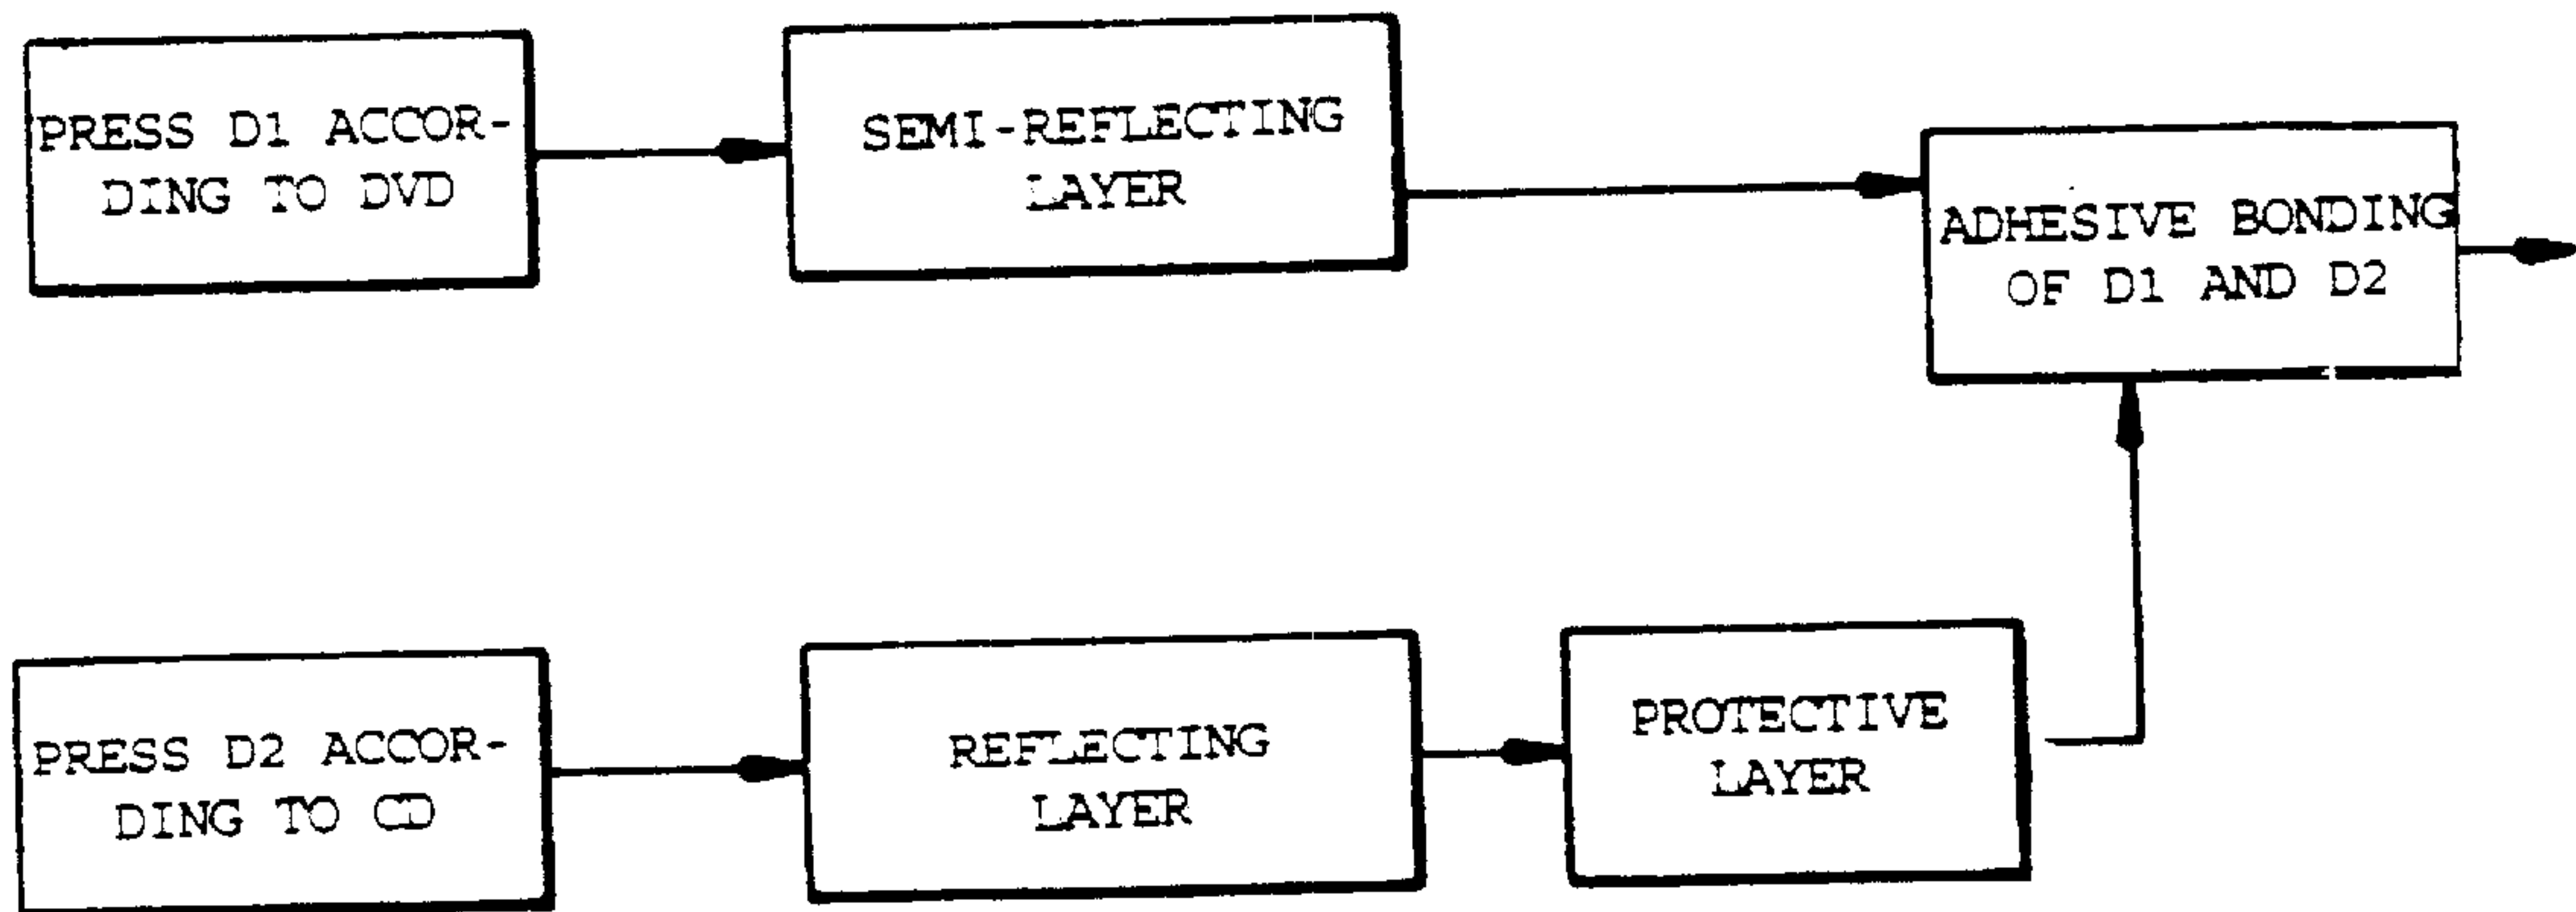 PRESS D1 ACCOR-
DING TO DVD
SEMI-REFLECTING
LAYER
ADHESIVE BONDING
OF D1 AND D2
PRESS D2 ACCOR-
DING TO CD
REFLECTING
LAYER
PROTECTIVE
LAYER